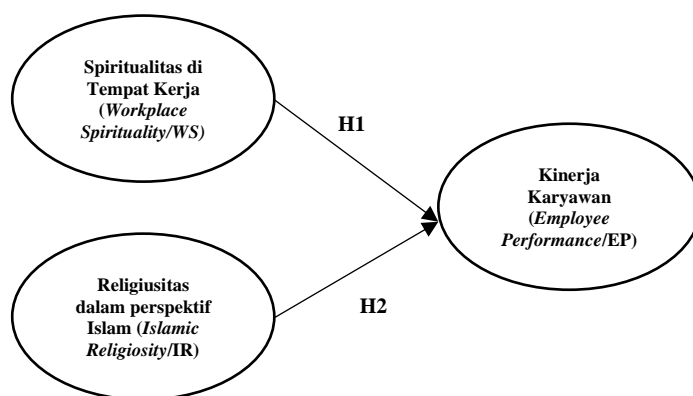 Spiritualitas di
Tempat Kerja
(Workplace
Spirituality/WS)
H1
Kinerja
Karyawan
(Employee
Performance/EP)
Religiusitas
dalam perspektif
Islam (Islamic
Religiosity/IR)
H2